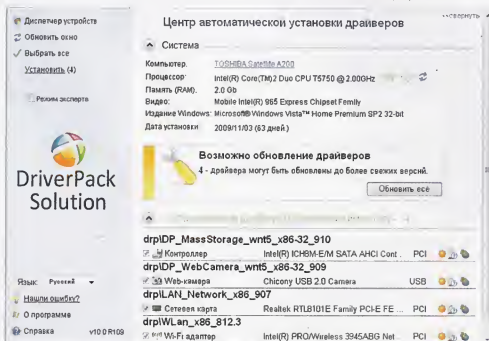 Диспетчер устройств
Обновить окно
Выбрать все
Установить (4)
Режим эксперта
DriverPack
Solution
Язык: Русский
Нашли ошибку?
О программе
Справка v10.0 R109
свернуть
Центр автоматической установки драйверов
Система
Компьютер: TOSHIBA Satellite A200
Процессор: Intel(R) Core(TM)2 Duo CPU T5750 @ 2.00GHz
Память (RAM): 2.0 Gb
Видео: Mobile Intel(R) 965 Express Chipset Family
Издание Windows: Microsoft® Windows Vista™ Home Premium SP2 32-bit
Дата установки 2009/11/03 (63 дней)
Возможно обновление драйверов
4 - драйвера могут быть обновлены до более свежих версий.
Обновить все
drp\DP_MassStorage_wnt5_x86-32_910
Контроллер Intel(R) ICH8M-E/M SATA AHCI Cont... PCI
drp\DP_WebCamera_wnt5_x86-32_909
Web-камера Chicony USB 2.0 Camera USB
drp\LAN_Network_x86_907
Сетевая карта Realtek RTL8101E Family PCI-E FE ... PCI
drp\WLan_x86_812.3
Wi-Fi адаптер Intel(R) PRO/Wireless 3945ABG Net... PCI